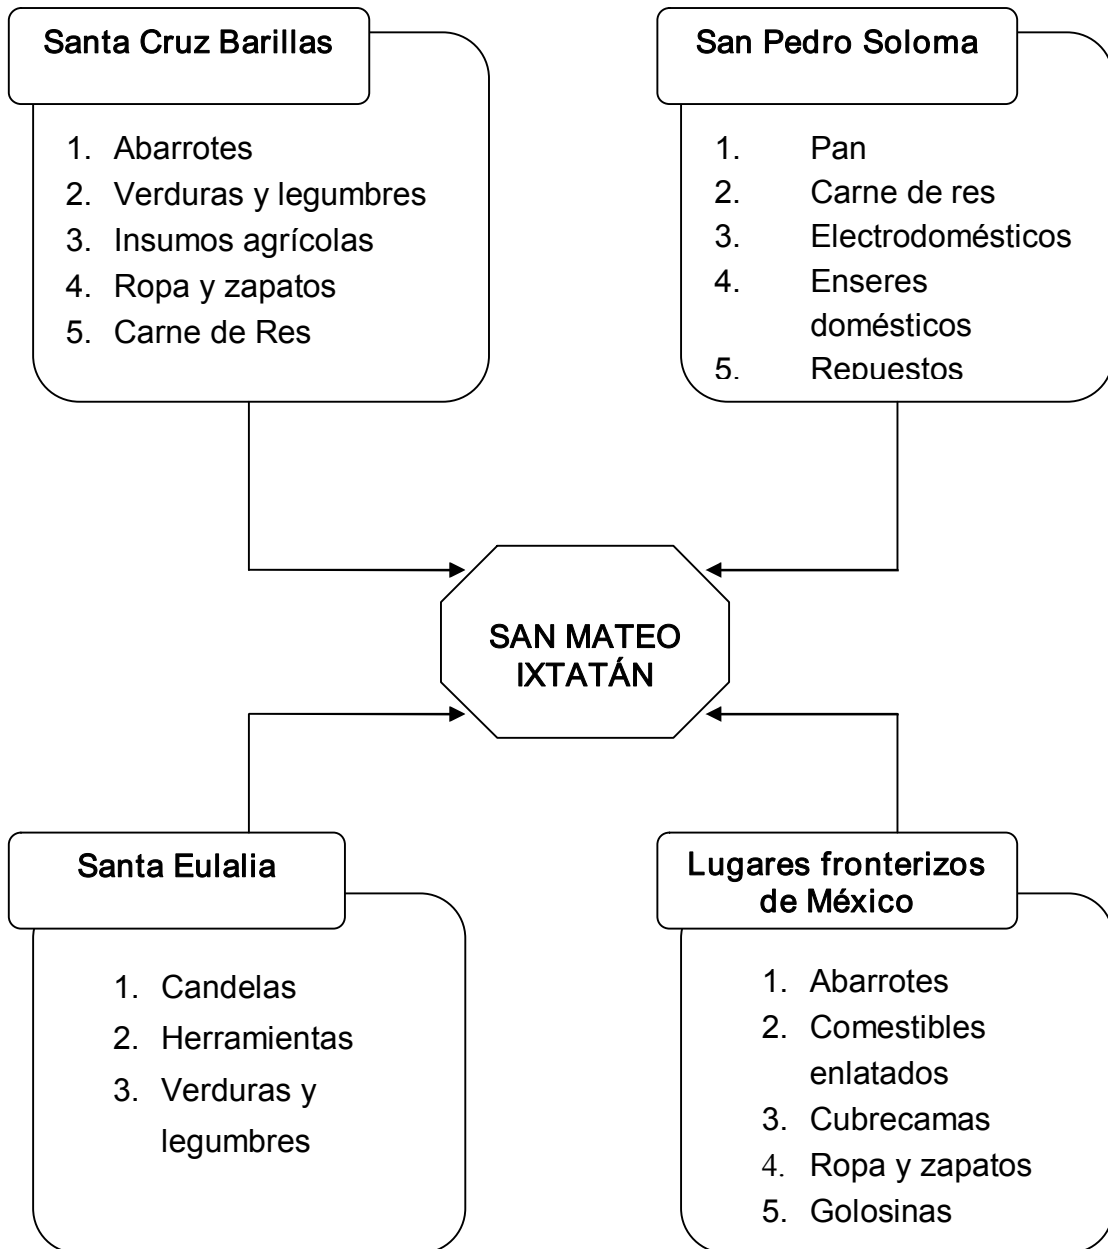 Santa Cruz Barillas
1. Abarrotes
2. Verduras y legumbres
3. Insumos agrícolas
4. Ropa y zapatos
5. Carne de Res
San Pedro Soloma
1. Pan
2. Carne de res
3. Electrodomésticos
4. Enseres
domésticos
5. Repuestos
SAN MATEO
IXTATÁN
Santa Eulalia
1. Candelas
2. Herramientas
3. Verduras y
legumbres
Lugares fronterizos
de México
1. Abarrotes
2. Comestibles
enlatados
3. Cubrecamas
4. Ropa y zapatos
5. Golosinas